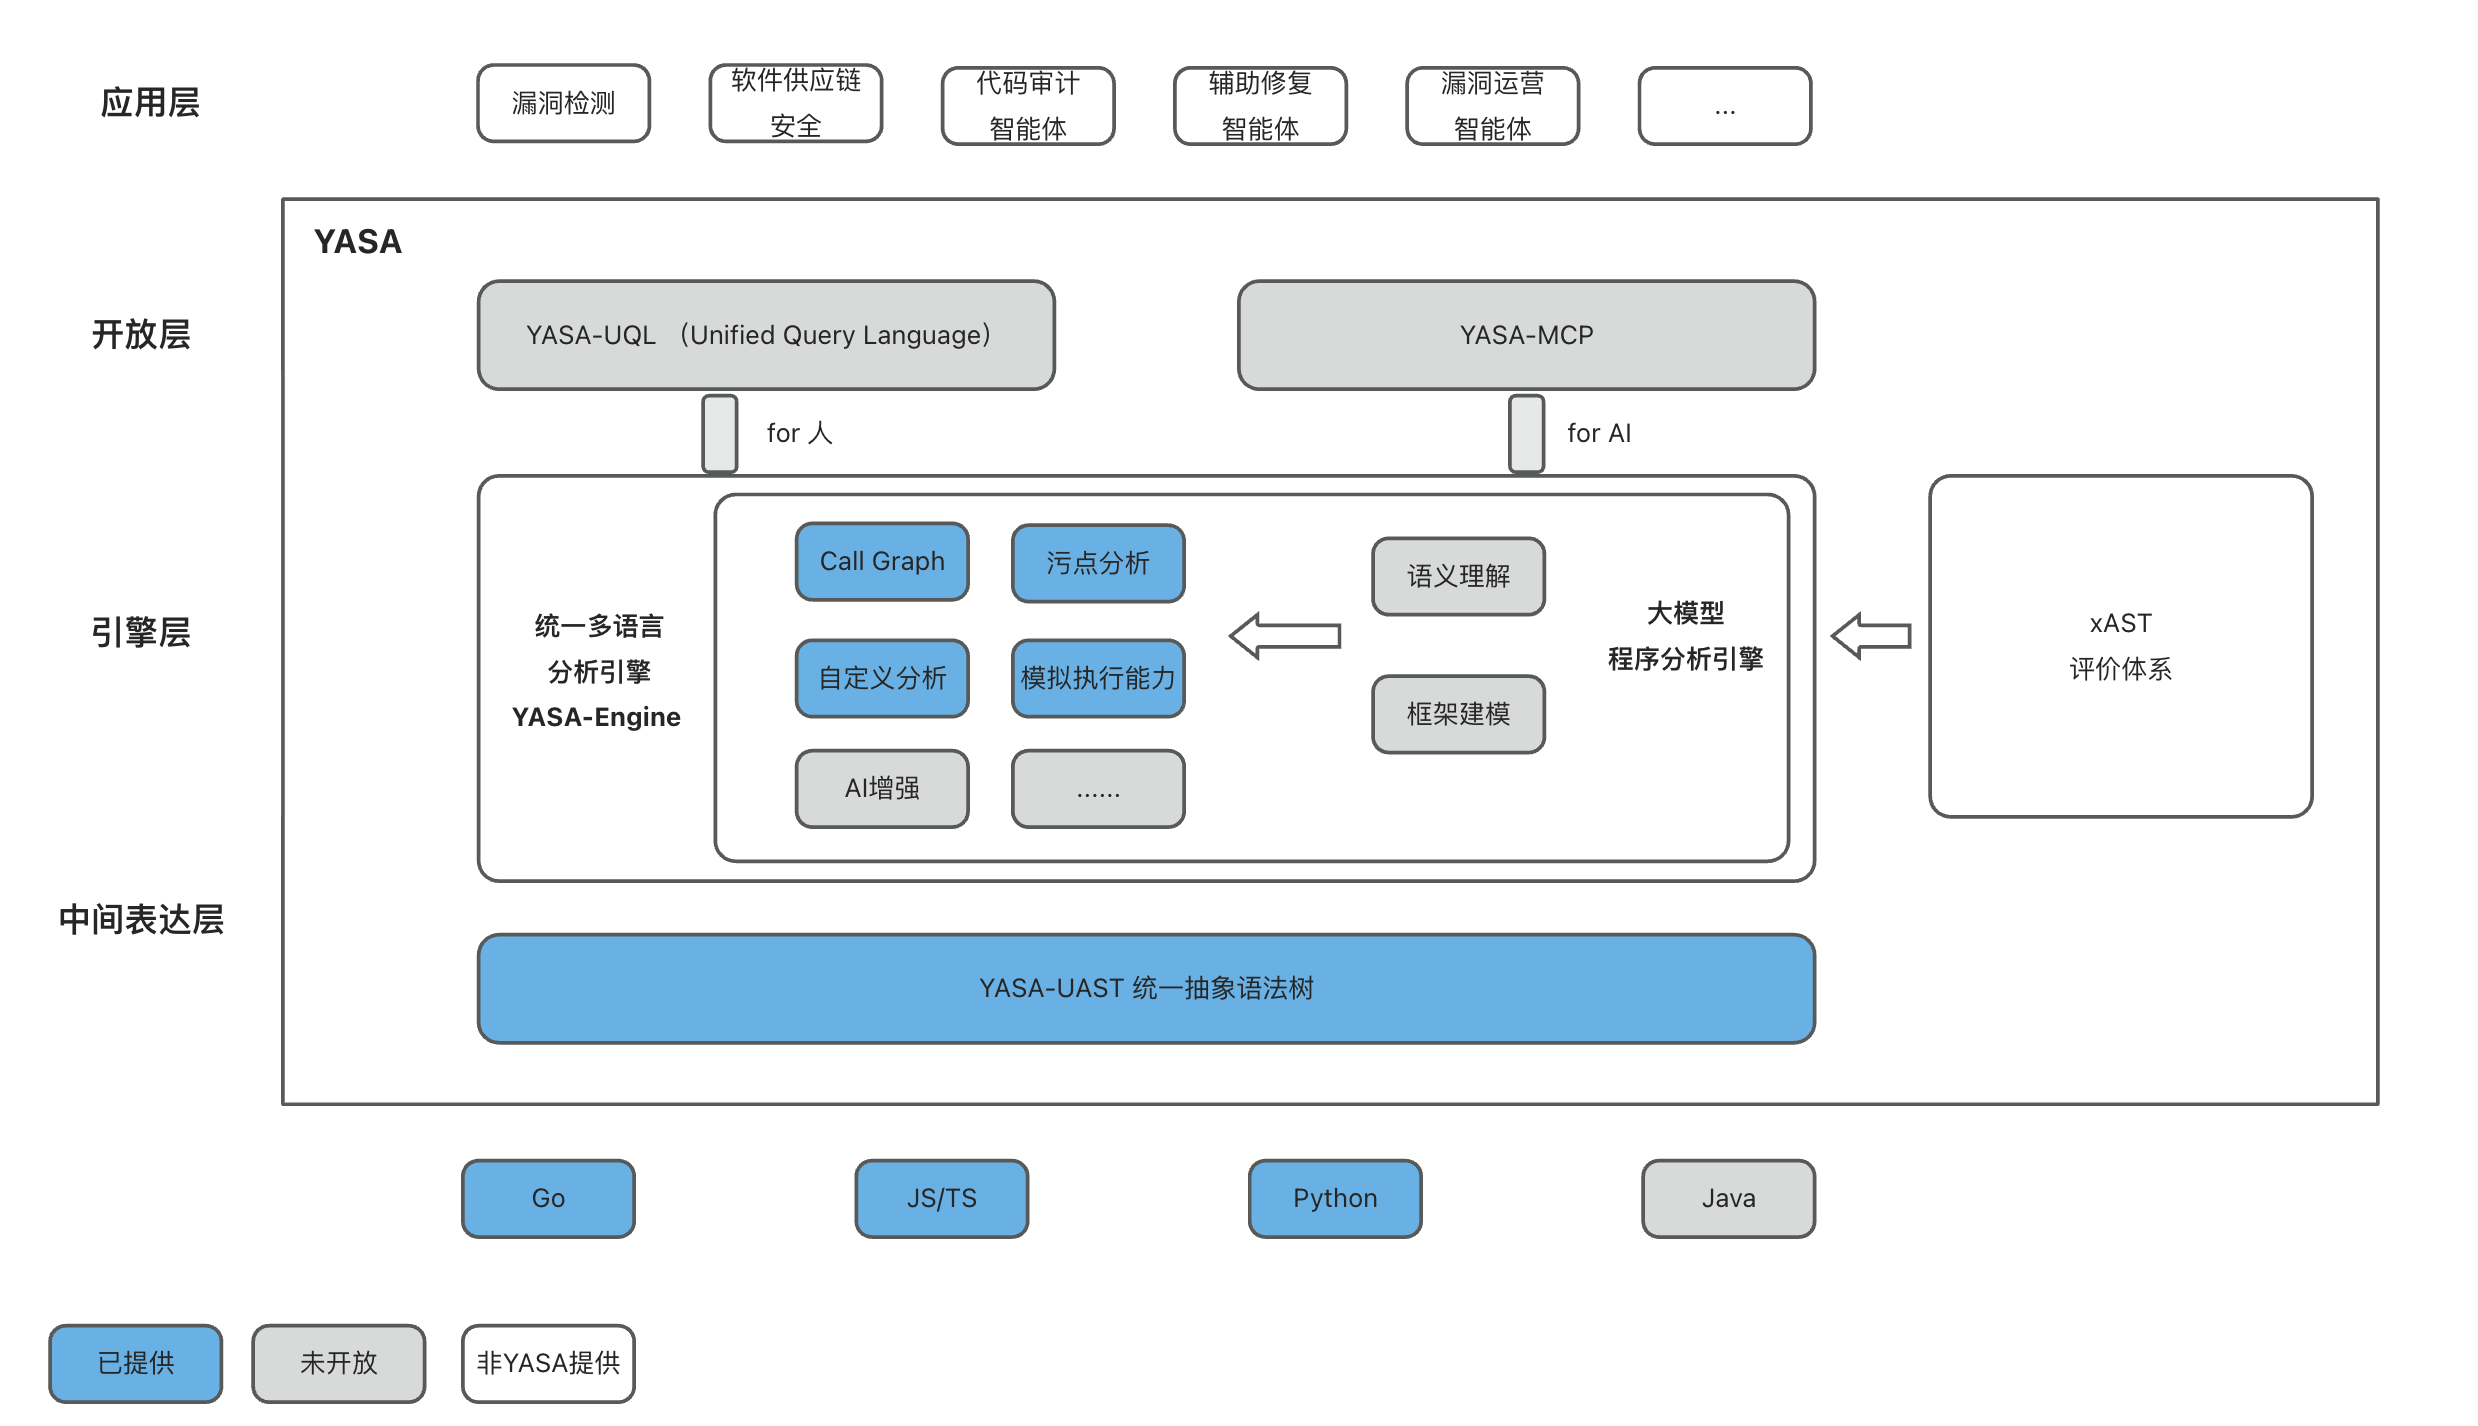 应用层
漏洞检测
软件供应链
安全
代码审计
智能体
辅助修复
智能体
漏洞运营
智能体
...
YASA
开放层
YASA-UQL （Unified Query Language）
YASA-MCP
for 人
for AI
引擎层
统一多语言
分析引擎
YASA-Engine
Call Graph
污点分析
自定义分析
模拟执行能力
AI增强
......
语义理解
框架建模
大模型
程序分析引擎
xAST
评价体系
中间表达层
YASA-UAST 统一抽象语法树
Go
JS/TS
Python
Java
已提供
未开放
非YASA提供